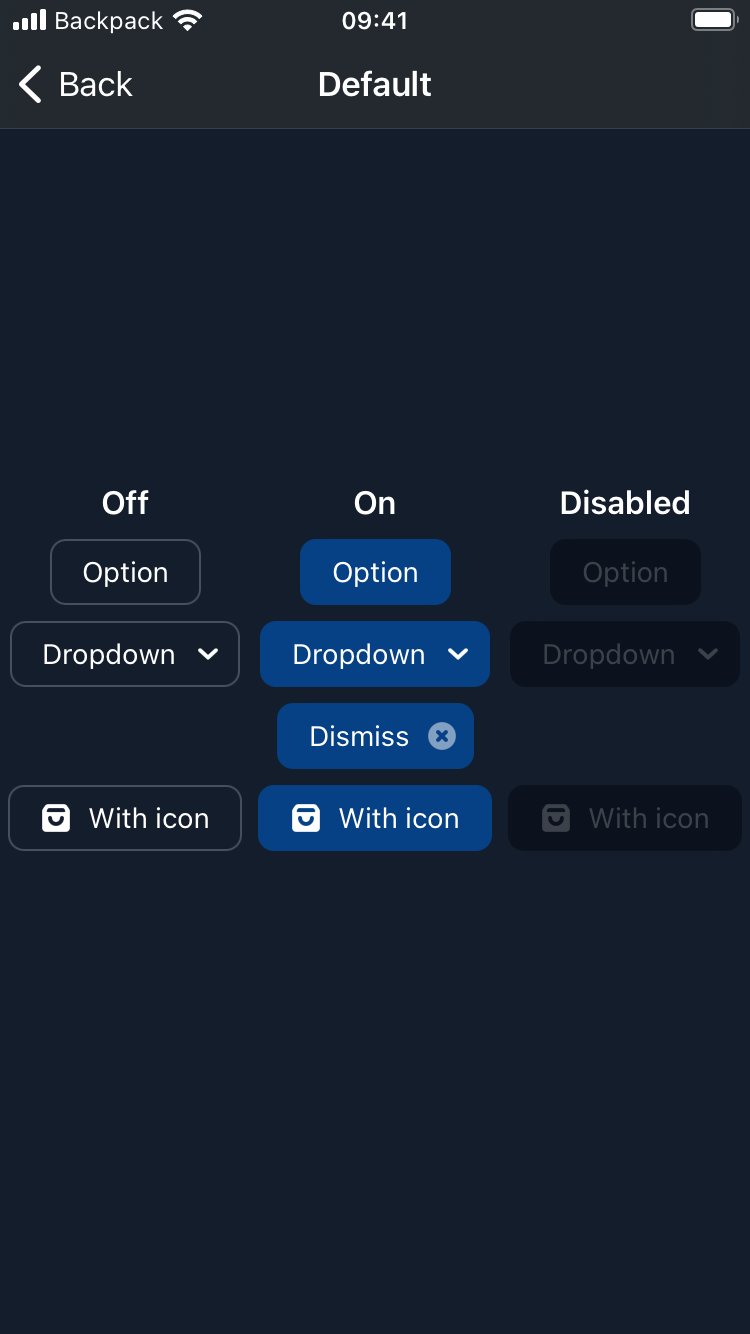 Backpack 09:41
Back Default
Off On Disabled
Option Option Option
Dropdown Dropdown Dropdown
Dismiss
With icon With icon With icon